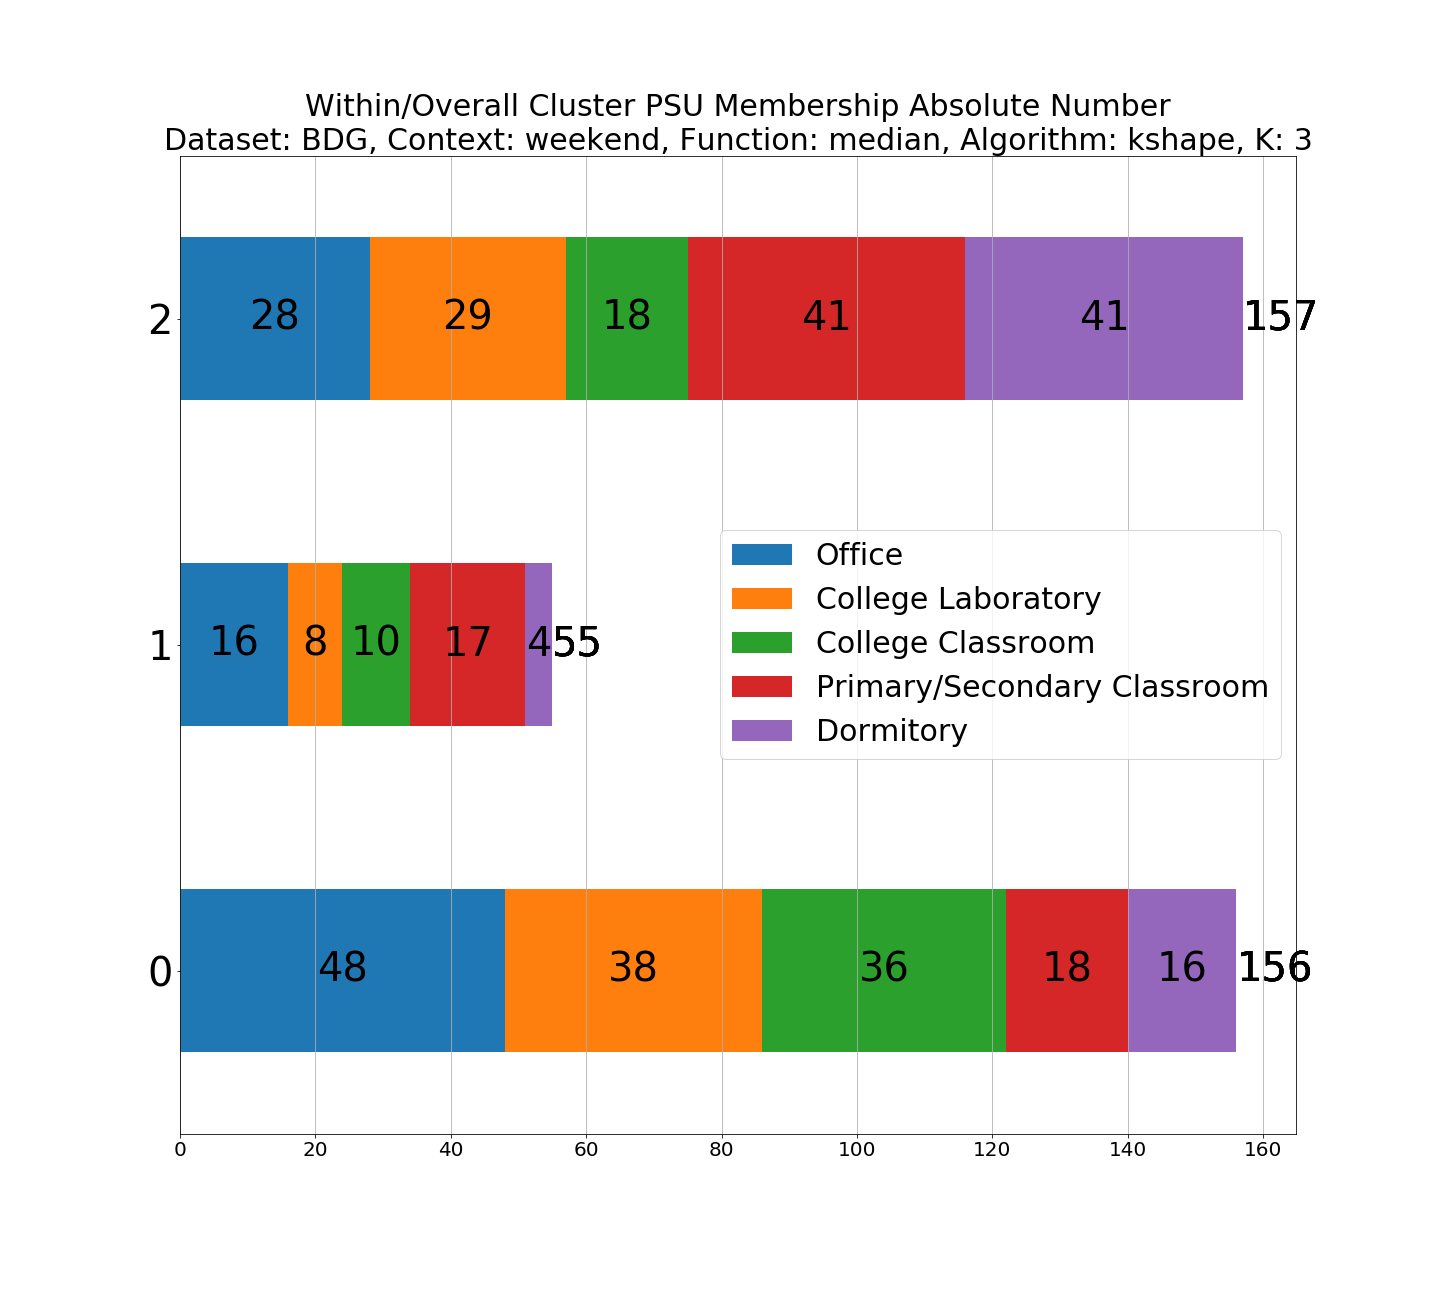 Within/Overall Cluster PSU Membership Absolute Number
Dataset: BDG, Context: weekend, Function: median, Algorithm: kshape, K: 3
2 28 29 18 41 41 157
Office
College Laboratory
1 16 8 10 17 4 55
College Classroom
Primary/Secondary Classroom
Dormitory
0 48 38 36 18 16 156
0 20 40 60 80 100 120 140 160